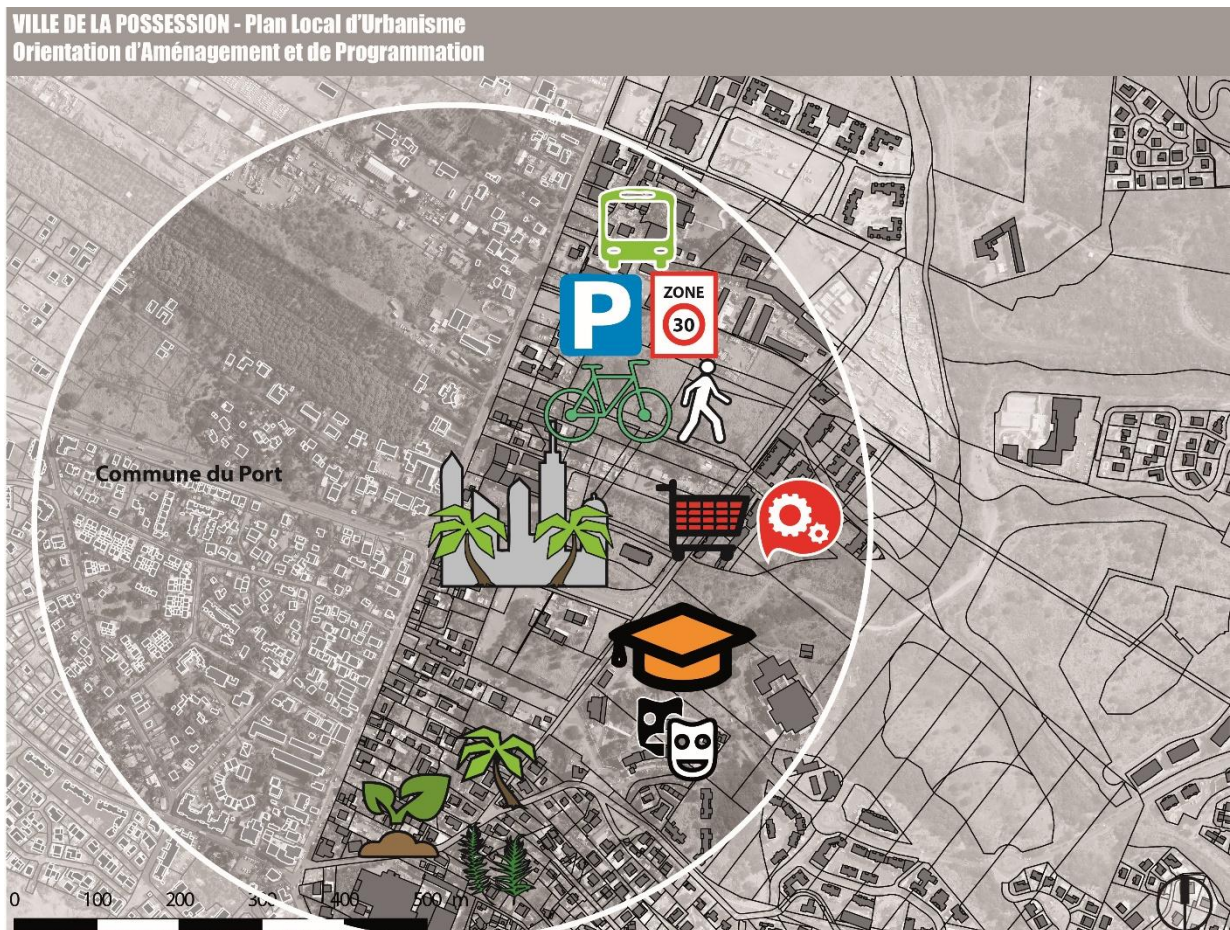 VILLE DE LA POSSESSION - Plan Local d'Urbanisme
Orientation d'Aménagement et de Programmation
P
ZONE
30
Commune du Port
0 100 200 300 400 500 m